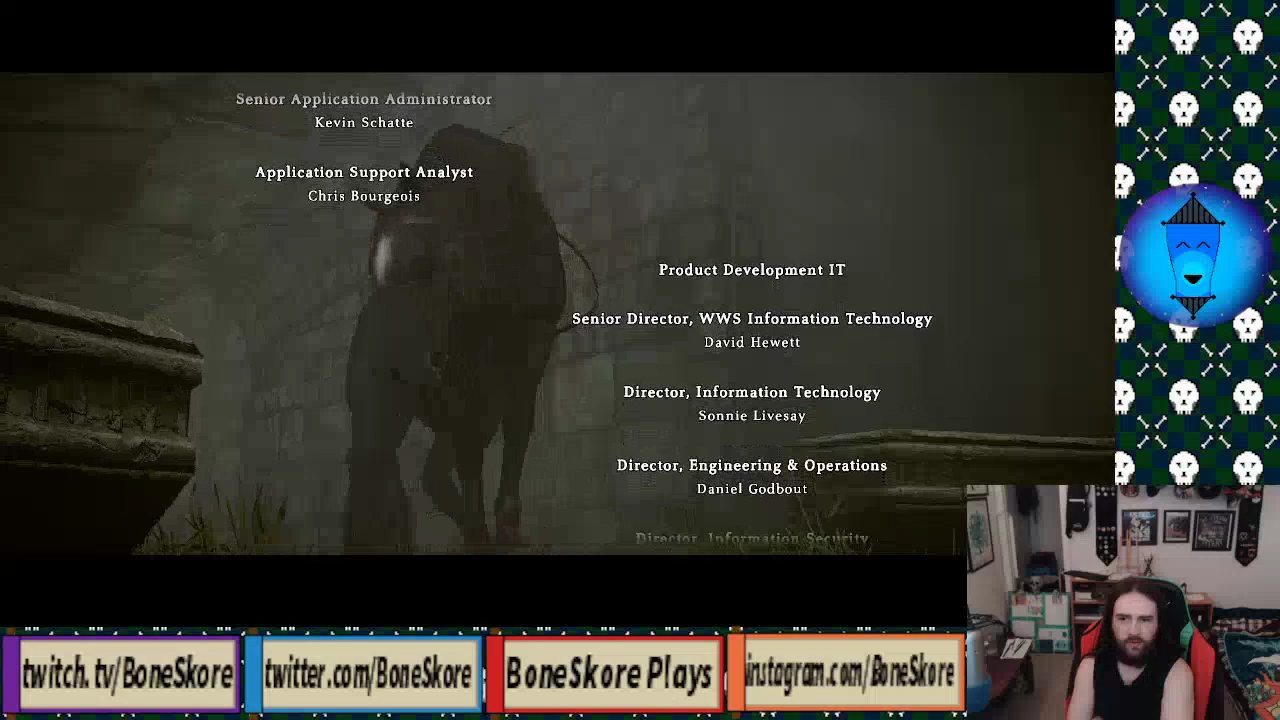 Senior Application Administrator
Kevin Schatte
Application Support Analyst
Chris Bourgeois
Product Development IT
Senior Director, WWS Information Technology
David Hewett
Director, Information Technology
Sonnie Livesay
Director, Engineering & Operations
Daniel Godbout
Director, Information Security
twitch.tv/BoneSkore
twitter.com/BoneSkore
BoneSkore Plays
instagram.com/BoneSkore